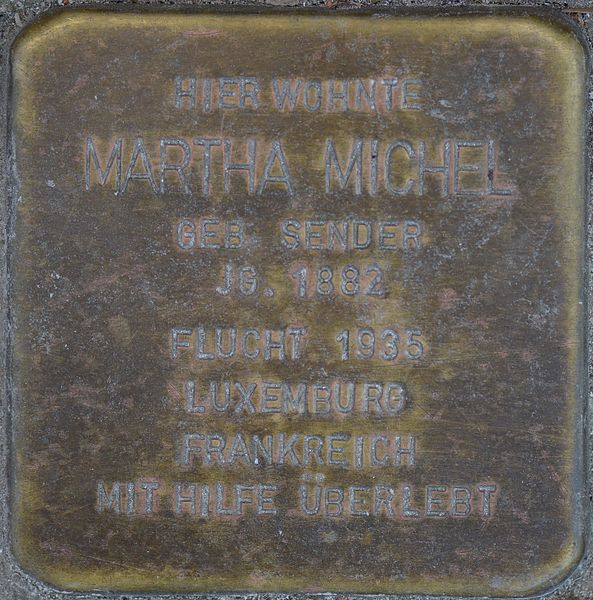 HIER WOHNTE
MARTHA MICHEL
GEB. SENDER
JG. 1882
FLUCHT 1935
LUXEMBURG
FRANKREICH
MIT HILFE ÜBERLEBT